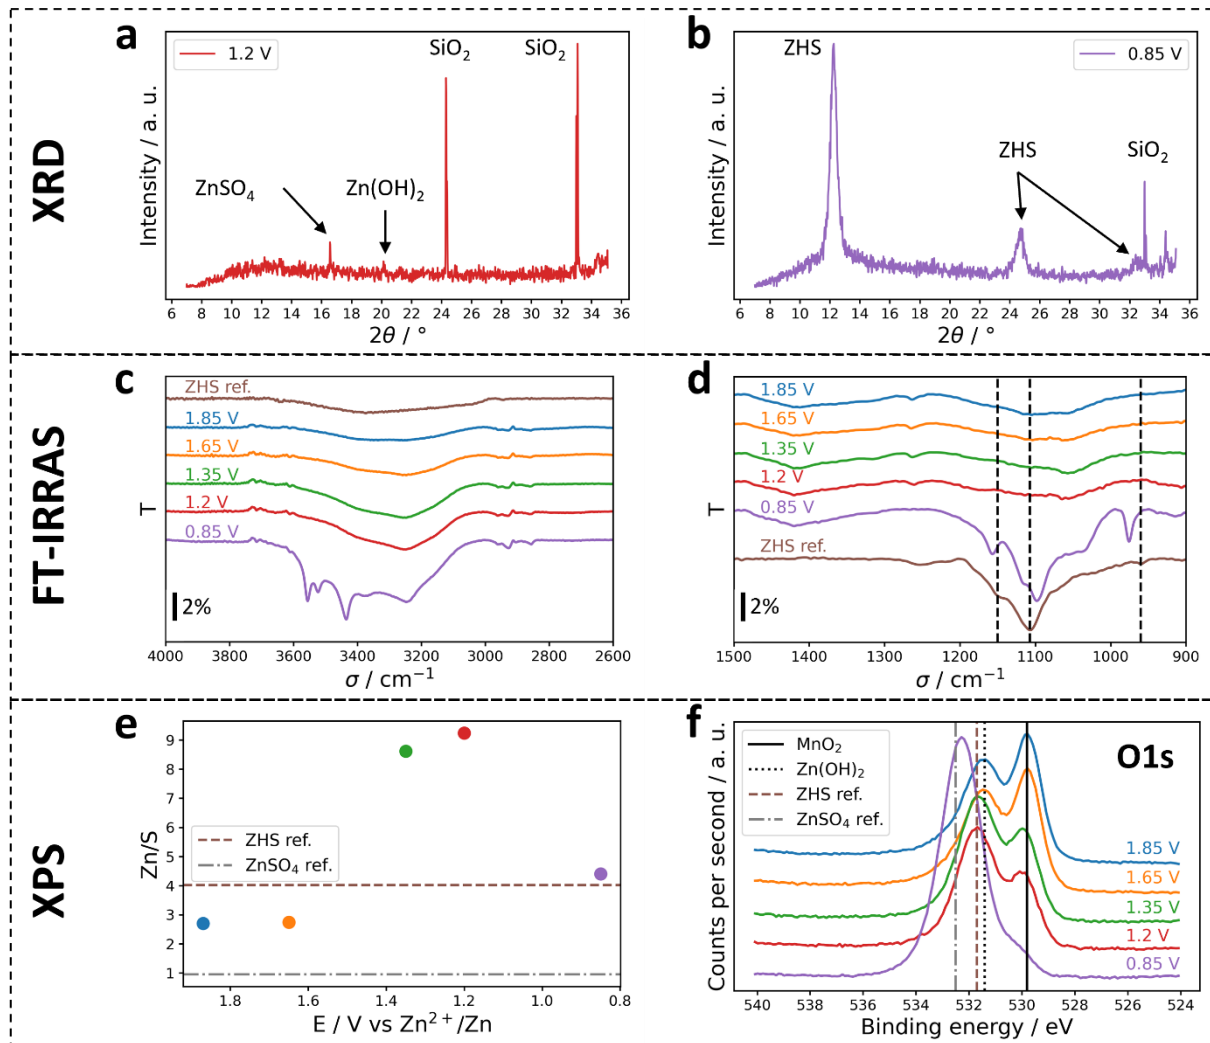 XRD
a
1.2 V
SiO₂
SiO₂
ZnSO₄
Zn(OH)₂
Intensity / a. u.
6 8 10 12 14 16 18 20 22 24 26 28 30 32 34 36
2θ / °
b
0.85 V
ZHS
ZHS
SiO₂
Intensity / a. u.
6 8 10 12 14 16 18 20 22 24 26 28 30 32 34 36
2θ / °
FT-IRRAS
c
ZHS ref.
1.85 V
1.65 V
1.35 V
1.2 V
0.85 V
T
2%
4000 3800 3600 3400 3200 3000 2800 2600
σ / cm⁻¹
d
1.85 V
1.65 V
1.35 V
1.2 V
0.85 V
ZHS ref.
T
2%
1500 1400 1300 1200 1100 1000 900
σ / cm⁻¹
XPS
e
9
8
7
6
5
4
3
2
1
Zn/S
ZHS ref.
ZnSO₄ ref.
1.8 1.6 1.4 1.2 1.0 0.8
E / V vs Zn²⁺/Zn
f
MnO₂
Zn(OH)₂
ZHS ref.
ZnSO₄ ref.
O1s
1.85 V
1.65 V
1.35 V
1.2 V
0.85 V
Counts per second / a. u.
540 538 536 534 532 530 528 526 524
Binding energy / eV